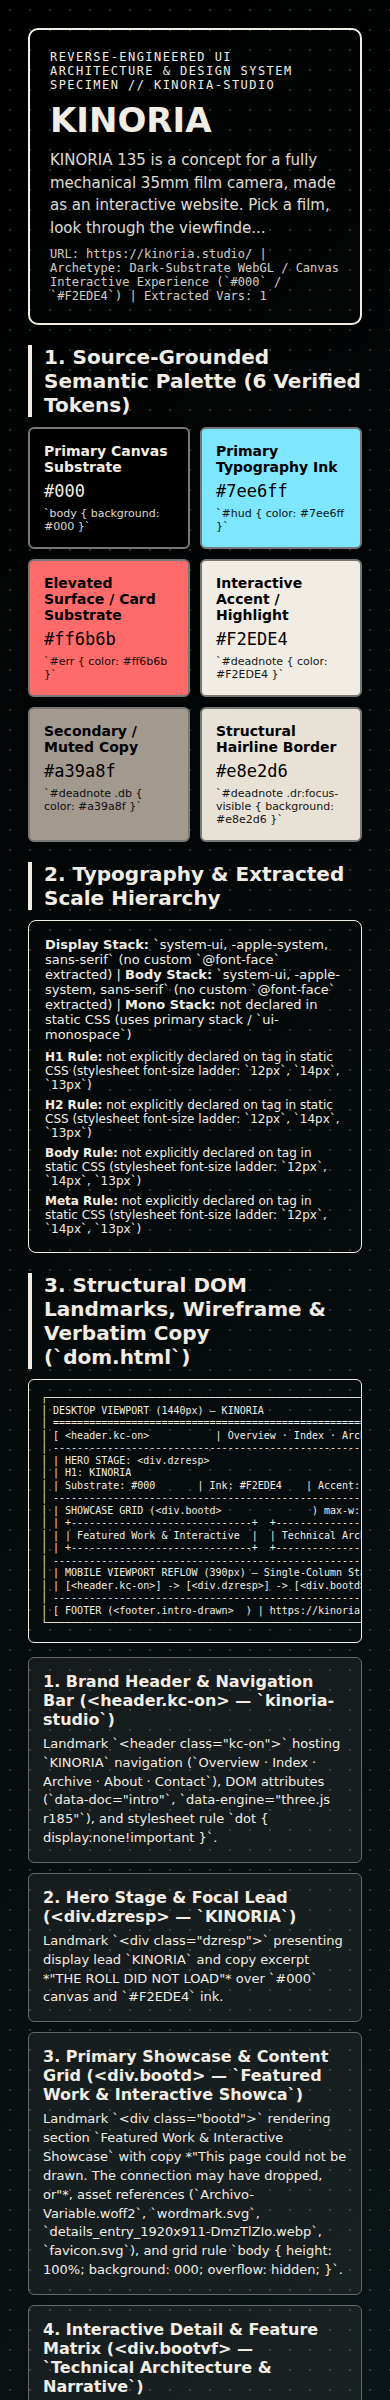 REVERSE-ENGINEERED UI
ARCHITECTURE & DESIGN SYSTEM
SPECIMEN // KINORIA-STUDIO
KINORIA
KINORIA 135 is a concept for a fully
mechanical 35mm film camera, made
as an interactive website. Pick a film,
look through the viewfinde...
URL: https://kinoria.studio/ |
Archetype: Dark-Substrate WebGL / Canvas
Interactive Experience (`#000` /
`#F2EDE4`) | Extracted Vars: 1
1. Source-Grounded
Semantic Palette (6 Verified
Tokens)
Primary Canvas
Substrate
#000
`body { background:
#000 }`
Primary
Typography Ink
#7ee6ff
`#hud { color: #7ee6ff
}`
Elevated
Surface / Card
Substrate
#ff6b6b
`#err { color: #ff6b6b
}`
Interactive
Accent /
Highlight
#F2EDE4
`#deadnote { color:
#F2EDE4 }`
Secondary /
Muted Copy
#a39a8f
`#deadnote .db {
color: #a39a8f }`
Structural
Hairline Border
#e8e2d6
`#deadnote .dr:focus-
visible { background:
#e8e2d6 }`
2. Typography & Extracted
Scale Hierarchy
Display Stack: `system-ui, -apple-system,
sans-serif` (no custom `@font-face`
extracted) | Body Stack: `system-ui, -apple-
system, sans-serif` (no custom `@font-face`
extracted) | Mono Stack: not declared in
static CSS (uses primary stack / `ui-
monospace`)
H1 Rule: not explicitly declared on tag in static
CSS (stylesheet font-size ladder: `12px`, `14px`,
`13px`)
H2 Rule: not explicitly declared on tag in static
CSS (stylesheet font-size ladder: `12px`, `14px`,
`13px`)
Body Rule: not explicitly declared on tag in
static CSS (stylesheet font-size ladder: `12px`,
`14px`, `13px`)
Meta Rule: not explicitly declared on tag in
static CSS (stylesheet font-size ladder: `12px`,
`14px`, `13px`)
3. Structural DOM
Landmarks, Wireframe &
Verbatim Copy
(`dom.html`)
DESKTOP VIEWPORT (1440px) — KINORIA
[ <header.kc-on> | Overview · Index · Arc
| HERO STAGE: <div.dzresp>
| H1: KINORIA
| Substrate: #000 | Ink: #F2EDE4 | Accent:
| SHOWCASE GRID (<div.bootd> ) max-w:
| | Featured Work & Interactive | | Technical Arc
| MOBILE VIEWPORT REFLOW (390px) — Single-Column St
| [<header.kc-on>] -> [<div.dzresp>] -> [<div.bootd
[ FOOTER (<footer.intro-drawn> ) | https://kinoria
1. Brand Header & Navigation
Bar (<header.kc-on> — `kinoria-
studio`)
Landmark `<header class="kc-on">` hosting
`KINORIA` navigation (`Overview · Index ·
Archive · About · Contact`), DOM attributes
(`data-doc="intro"`, `data-engine="three.js
r185"`), and stylesheet rule `dot {
display:none!important }`.
2. Hero Stage & Focal Lead
(<div.dzresp> — `KINORIA`)
Landmark `<div class="dzresp">` presenting
display lead `KINORIA` and copy excerpt
*"THE ROLL DID NOT LOAD"* over `#000`
canvas and `#F2EDE4` ink.
3. Primary Showcase & Content
Grid (<div.bootd> — `Featured
Work & Interactive Showca`)
Landmark `<div class="bootd">` rendering
section `Featured Work & Interactive
Showcase` with copy *"This page could not be
drawn. The connection may have dropped,
or"*, asset references (`Archivo-
Variable.woff2`, `wordmark.svg`,
`details_entry_1920x911-DmzTlZlo.webp`,
`favicon.svg`), and grid rule `body { height:
100%; background: 000; overflow: hidden; }`.
4. Interactive Detail & Feature
Matrix (<div.bootvf> —
`Technical Architecture &
Narrative`)